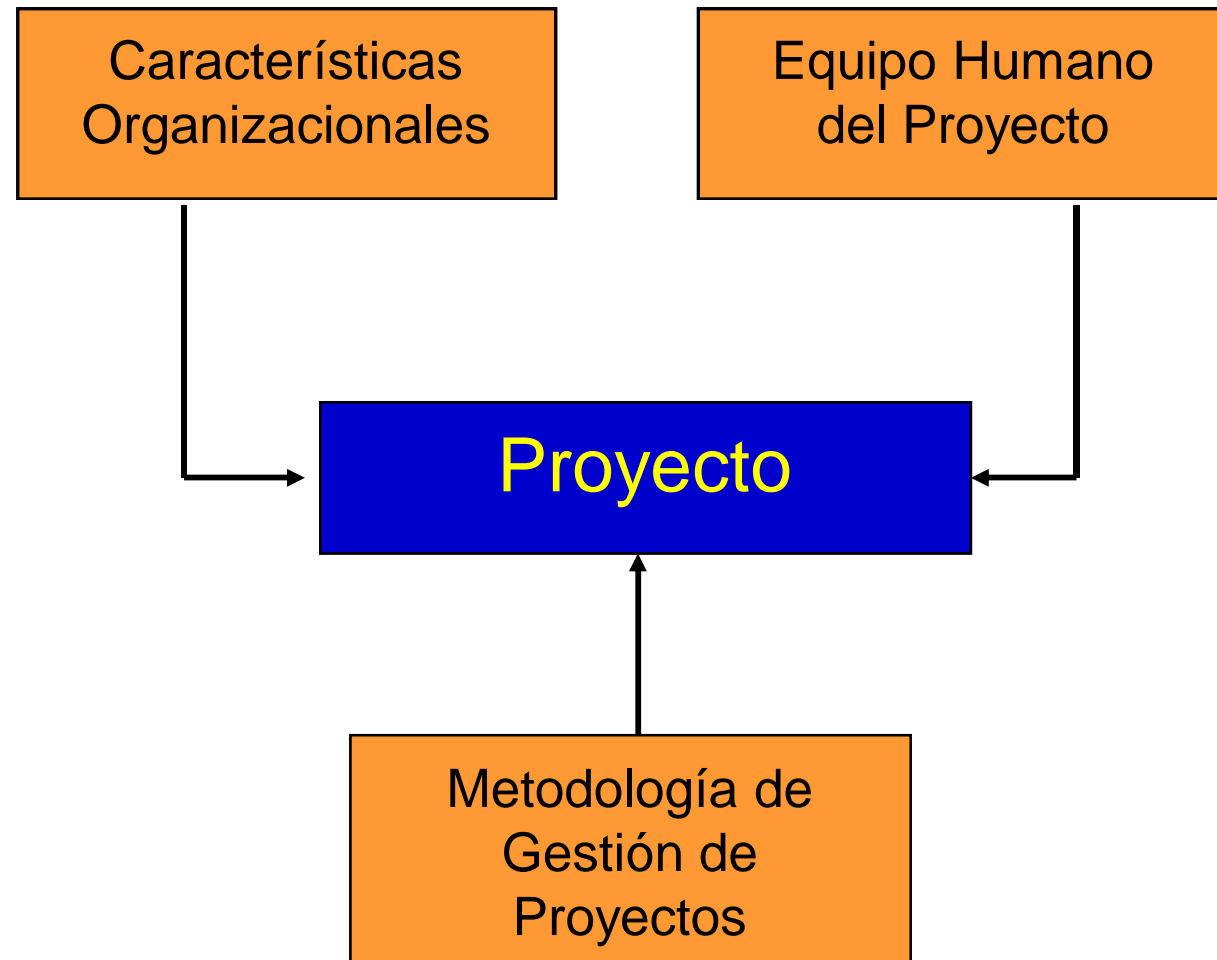 Características
Organizacionales
Equipo Humano
del Proyecto
Proyecto
Metodología de
Gestión de
Proyectos